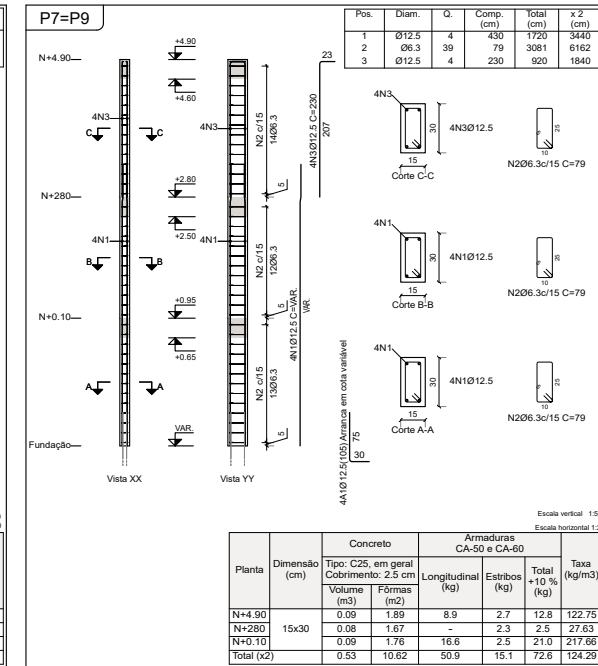 P7=P9
Pos. Diam. Q. Comp. (cm) Total (cm) x 2 (cm)
1 Ø12.5 4 430 1720 3440
2 Ø6.3 39 79 3081 6162
3 Ø12.5 4 230 920 1840
N+4.90
+4.90
+4.60
4N3
4N3
C
C
N2 c/15
14Ø6.3
5
23
4N3Ø12.5 C=230
207
N+280
+2.80
+2.50
4N1
4N1
B
B
N2 c/15
12Ø6.3
5
4N1Ø12.5 C=VAR.
VAR.
N+0.10
+0.95
+0.65
A
A
N2 c/15
13Ø6.3
5
Fundação
VAR.
Vista XX
Vista YY
4A1Ø12.5(105) Arranca em cota variável
75
30
4N3
30
4N3Ø12.5
15
Corte C-C
25
10
N2Ø6.3c/15 C=79
4N1
30
4N1Ø12.5
15
Corte B-B
25
10
N2Ø6.3c/15 C=79
4N1
30
4N1Ø12.5
15
Corte A-A
25
10
N2Ø6.3c/15 C=79
Escala vertical 1:5
Escala horizontal 1:2
Planta
Dimensão (cm)
Concreto
Armaduras
CA-50 e CA-60
Taxa (kg/m3)
Tipo: C25, em geral
Cobrimento: 2.5 cm
Longitudinal (kg)
Estribos (kg)
Total +10 % (kg)
Volume (m3)
Fôrmas (m2)
N+4.90 15x30 0.09 1.89 8.9 2.7 12.8 122.75
N+280 0.08 1.67 - 2.3 2.5 27.63
N+0.10 0.09 1.76 16.6 2.5 21.0 217.66
Total (x2) 0.53 10.62 50.9 15.1 72.6 124.29